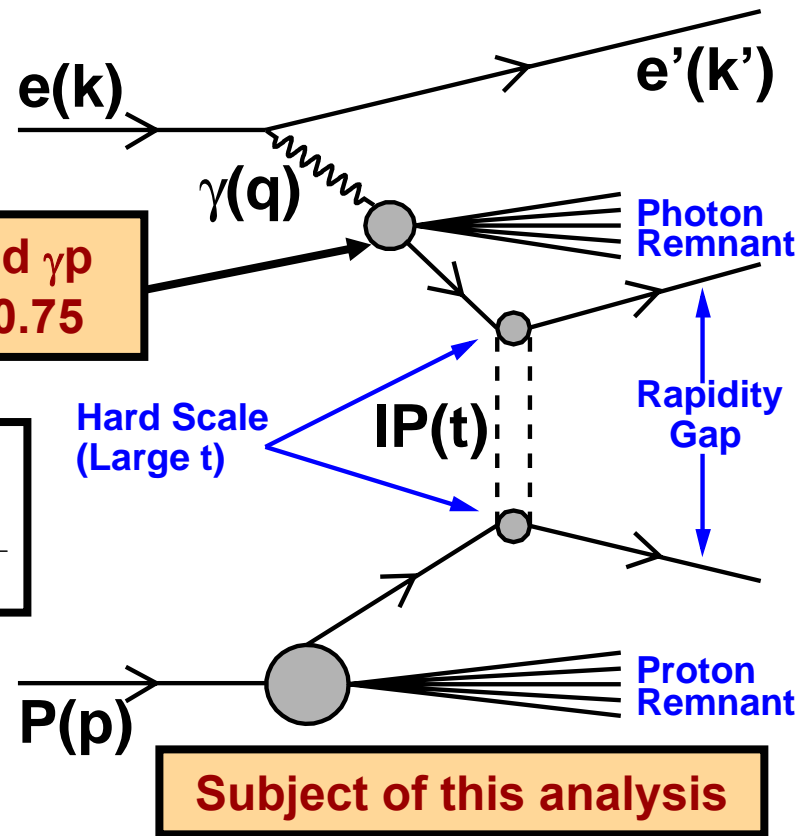 e(k)
e'(k')
γ(q)
Photon
Remnant
d γp
0.75
Hard Scale
(Large t)
IP(t)
Rapidity
Gap
P(p)
Proton
Remnant
Subject of this analysis